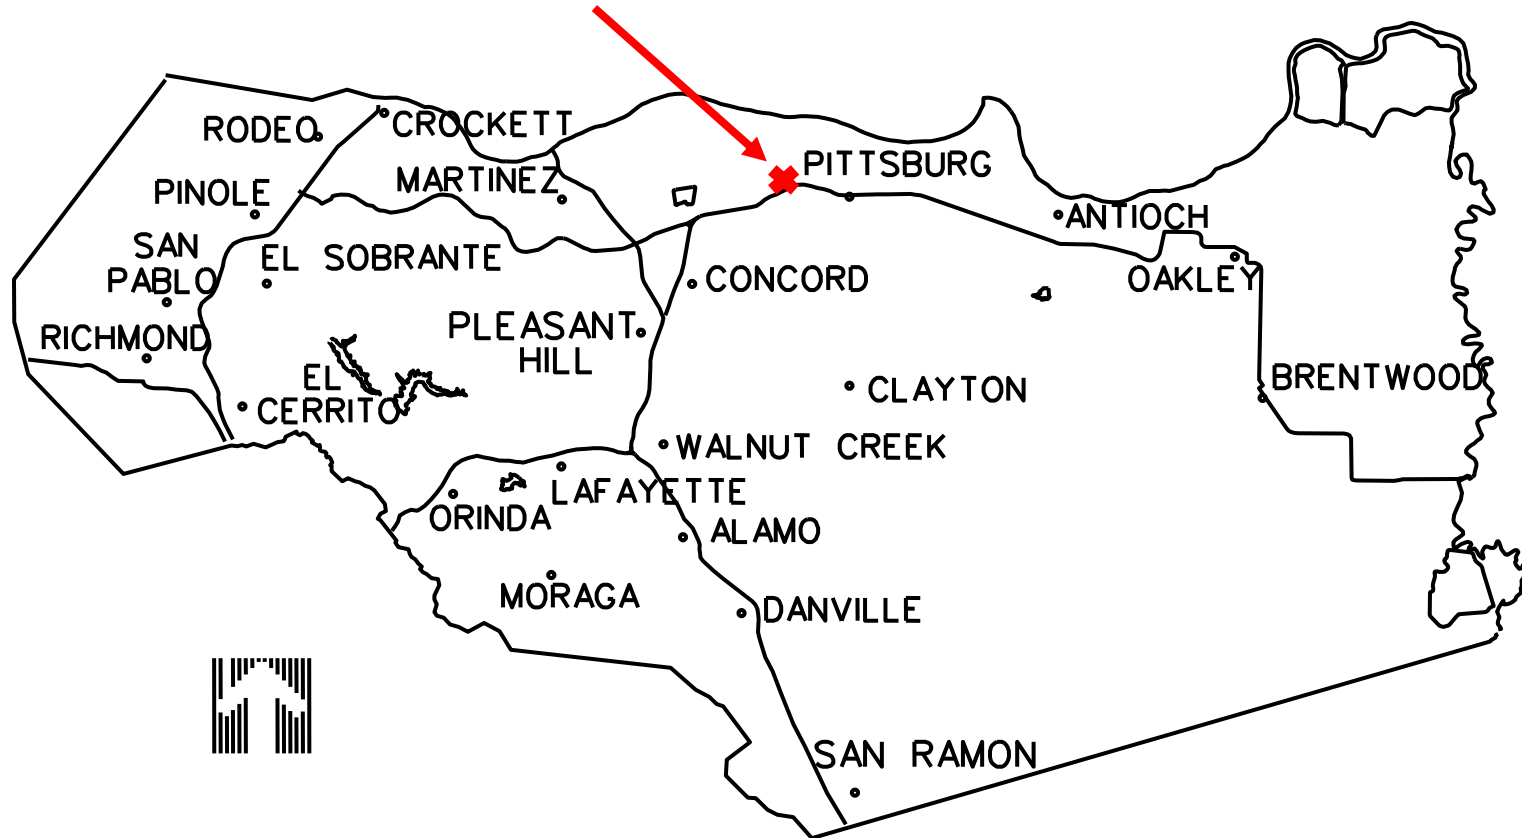 RODEO
CROCKETT
PITTSBURG
MARTINEZ
PINOLE
ANTIOCH
SAN
PABLO
EL SOBRANTE
CONCORD
OAKLEY
RICHMOND
PLEASANT
HILL
EL
CERRITO
CLAYTON
BRENTWOOD
WALNUT CREEK
LAFAYETTE
ORINDA
ALAMO
MORAGA
DANVILLE
SAN RAMON